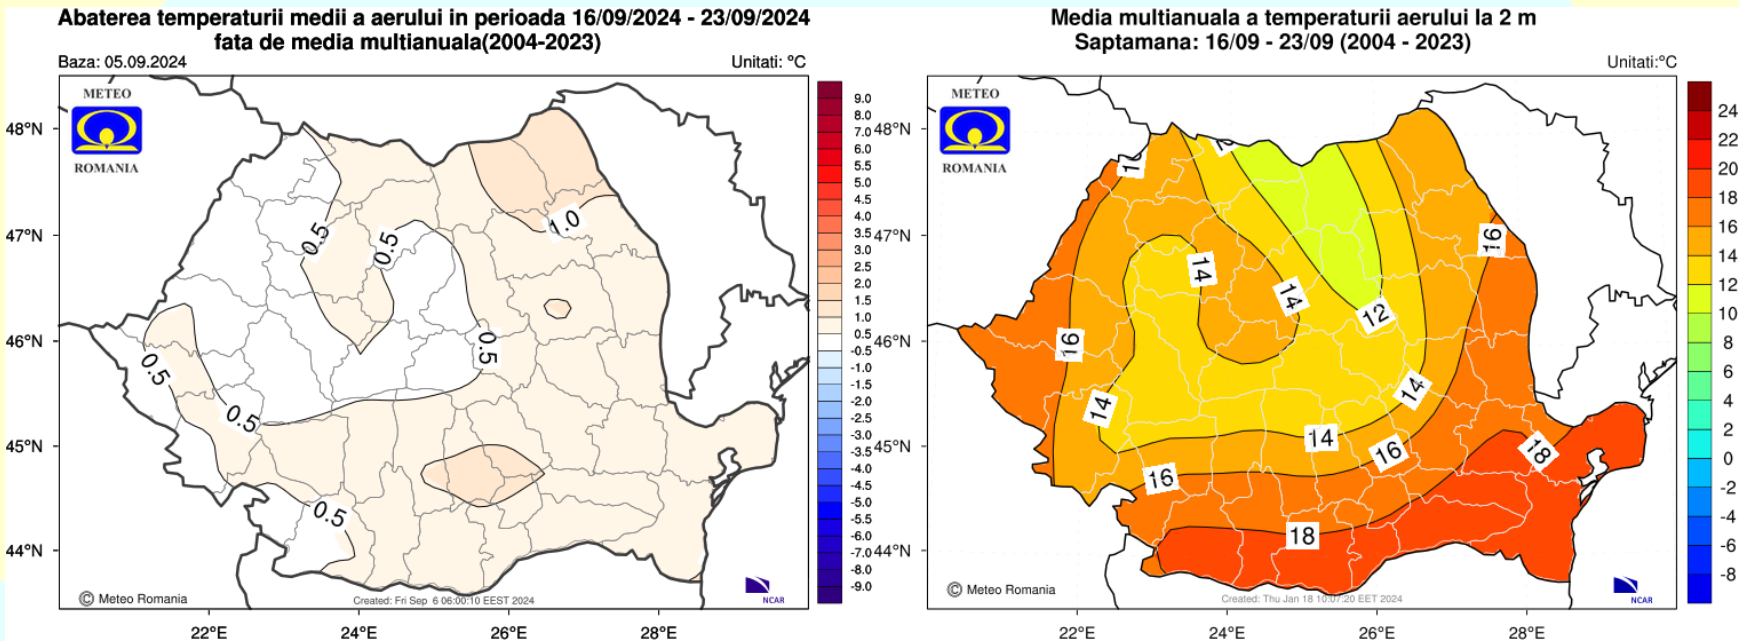 Abaterea temperaturii medii a aerului in perioada 16/09/2024 - 23/09/2024
fata de media multianuala(2004-2023)
Baza: 05.09.2024
Unitati: °C
METEO
ROMANIA
48°N
47°N
46°N
45°N
44°N
22°E
24°E
26°E
28°E
0.5
0.5
1.0
0.5
0.5
0.5
0.5
9.0
8.0
7.0
6.0
5.5
5.0
4.5
4.0
3.5
3.0
2.5
2.0
1.5
1.0
0.5
-0.5
-1.0
-1.5
-2.0
-2.5
-3.0
-3.5
-4.0
-4.5
-5.0
-5.5
-6.0
-7.0
-8.0
-9.0
© Meteo Romania
Created: Fri Sep 6 06:00:10 EEST 2024
NCAR
Media multianuala a temperaturii aerului la 2 m
Saptamana: 16/09 - 23/09 (2004 - 2023)
Unitati:°C
METEO
ROMANIA
48°N
47°N
46°N
45°N
44°N
22°E
24°E
26°E
28°E
16
14
14
12
16
14
14
14
16
16
18
18
24
22
20
18
16
14
12
10
8
6
4
2
0
-2
-4
-6
-8
© Meteo Romania
Created: Thu Jan 18 10:07:20 EET 2024
NCAR